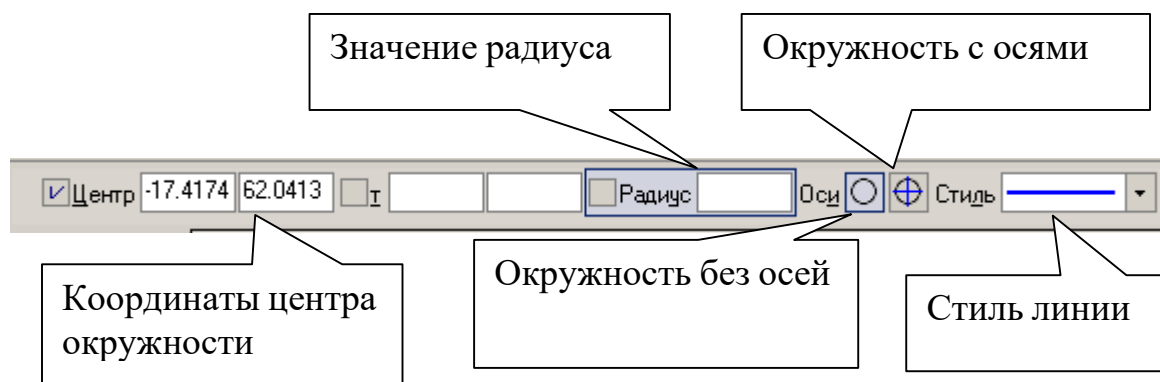 Значение радиуса
Окружность с осями
Центр -17.4174 62.0413 т Радиус Оси Стиль
Координаты центра
окружности
Окружность без осей
Стиль линии